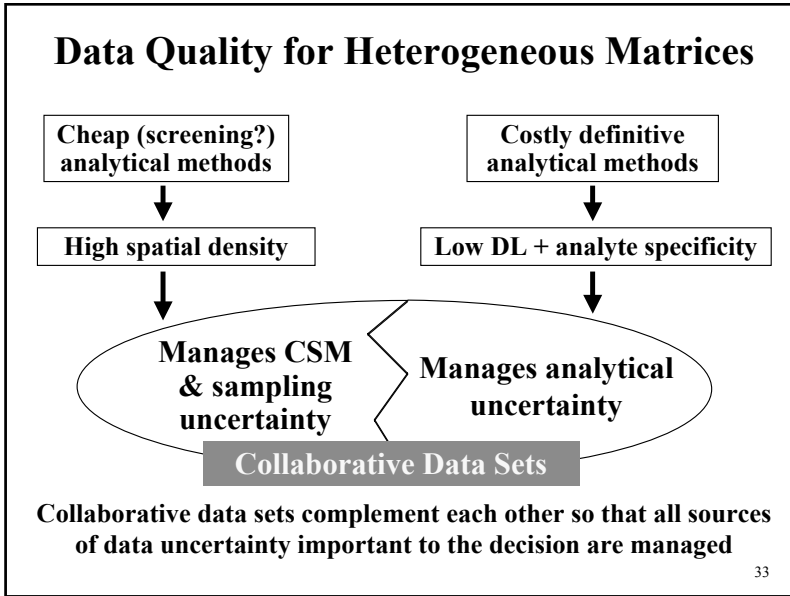 Data Quality for Heterogeneous Matrices
Cheap (screening?)
analytical methods
High spatial density
Costly definitive
analytical methods
Low DL + analyte specificity
Manages CSM
& sampling
uncertainty
Manages analytical
uncertainty
Collaborative Data Sets
Collaborative data sets complement each other so that all sources
of data uncertainty important to the decision are managed
33